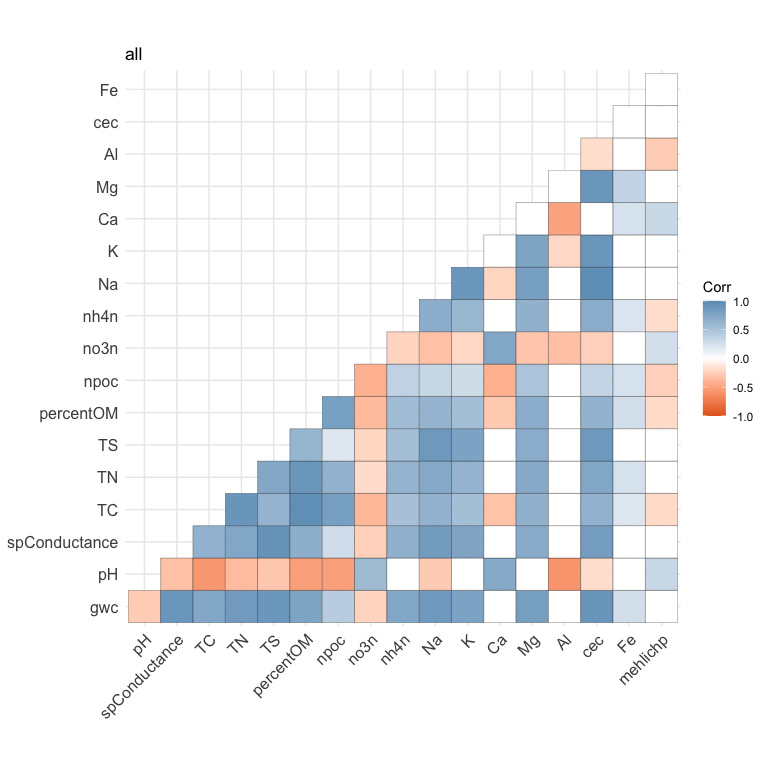 all
Fe
cec
Al
Mg
Ca
K
Na
nh4n
no3n
npoc
percentOM
TS
TN
TC
spConductance
pH
gwc
pH
spConductance
TC
TN
TS
percentOM
npoc
no3n
nh4n
Na
K
Ca
Mg
Al
cec
Fe
mehlichp
Corr
1.0
0.5
0.0
-0.5
-1.0